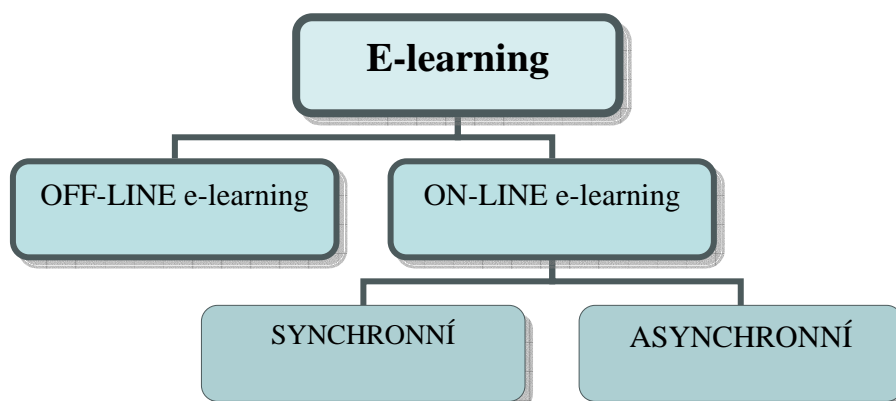 E-learning
OFF-LINE e-learning
ON-LINE e-learning
SYNCHRONNÍ
ASYNCHRONNÍ